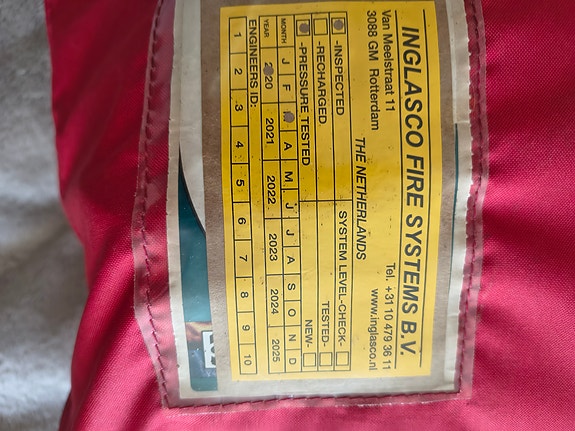 INGLASCO FIRE SYSTEMS B.V.
Van Meelstraat 11 Tel. +31 10 479 36 11
3088 GM Rotterdam www.inglasco.nl
THE NETHERLANDS
-INSPECTED SYSTEM LEVEL-CHECK-
-RECHARGED TESTED-
-PRESSURE TESTED NEW-
MONTH J F M A M J J A S O N D
YEAR 2020 2021 2022 2023 2024 2025
ENGINEERS ID:
1 2 3 4 5 6 7 8 9 10